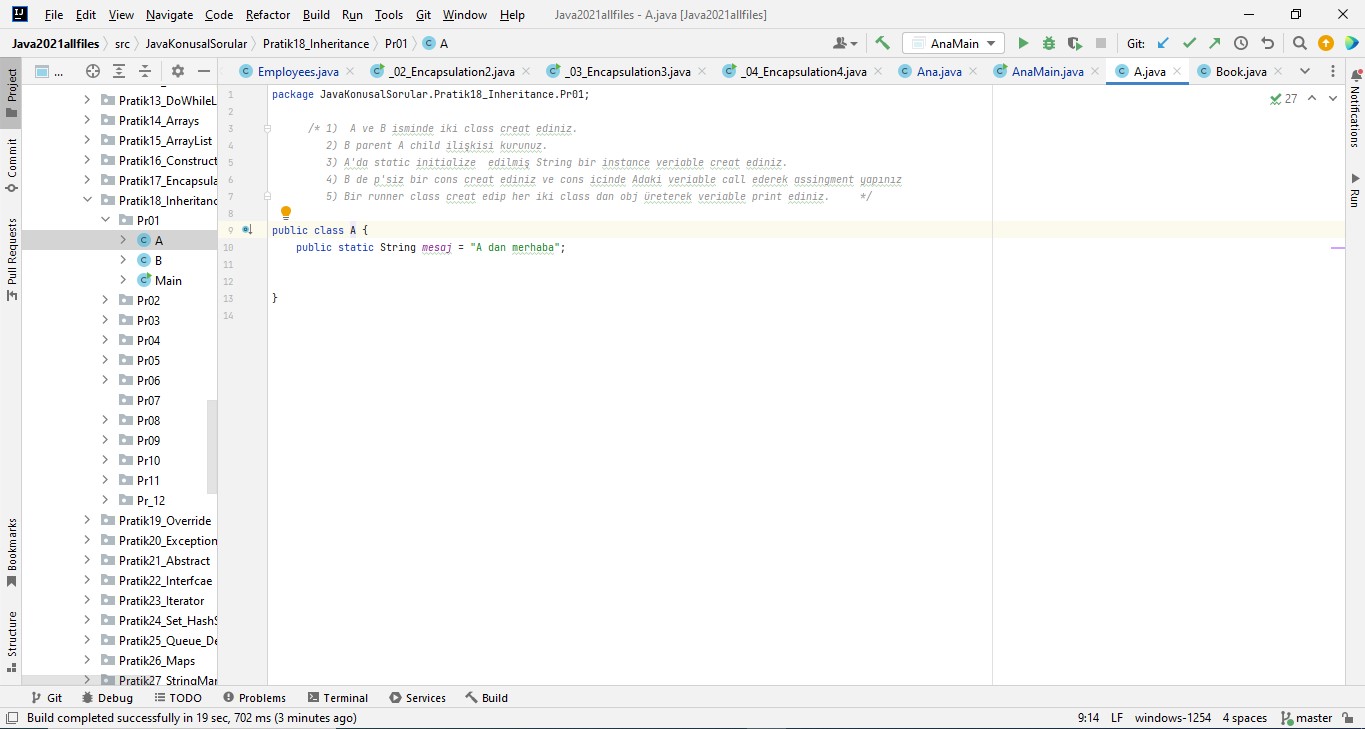 File Edit View Navigate Code Refactor Build Run Tools Git Window Help Java2021allfiles - A.java [Java2021allfiles]
Java2021allfiles src JavaKonusalSorular Pratik18_Inheritance Pr01 A AnaMain Git:
... Employees.java _02_Encapsulation2.java _03_Encapsulation3.java _04_Encapsulation4.java Ana.java AnaMain.java A.java Book.java
Project
Commit
Pull Requests
Bookmarks
Structure
Pratik13_DoWhileL
Pratik14_Arrays
Pratik15_ArrayList
Pratik16_Construct
Pratik17_Encapsula
Pratik18_Inheritanc
Pr01
A
B
Main
Pr02
Pr03
Pr04
Pr05
Pr06
Pr07
Pr08
Pr09
Pr10
Pr11
Pr_12
Pratik19_Override
Pratik20_Exception
Pratik21_Abstract
Pratik22_Interfcae
Pratik23_Iterator
Pratik24_Set_HashS
Pratik25_Queue_De
Pratik26_Maps
Pratik27_StringMar
1 package JavaKonusalSorular.Pratik18_Inheritance.Pr01;
2
3 /* 1) A ve B isminde iki class creat ediniz.
4 2) B parent A child ilişkisi kurunuz.
5 3) A'da static initialize edilmiş String bir instance veriable creat ediniz.
6 4) B de p'siz bir cons creat ediniz ve cons icinde Adaki veriable call ederek assingment yapınız
7 5) Bir runner class creat edip her iki class dan obj üreterek veriable print ediniz. */
8
9 public class A {
10 public static String mesaj = "A dan merhaba";
11
12
13 }
14
27
Notifications
Run
Git Debug TODO Problems Terminal Services Build
Build completed successfully in 19 sec, 702 ms (3 minutes ago) 9:14 LF windows-1254 4 spaces master